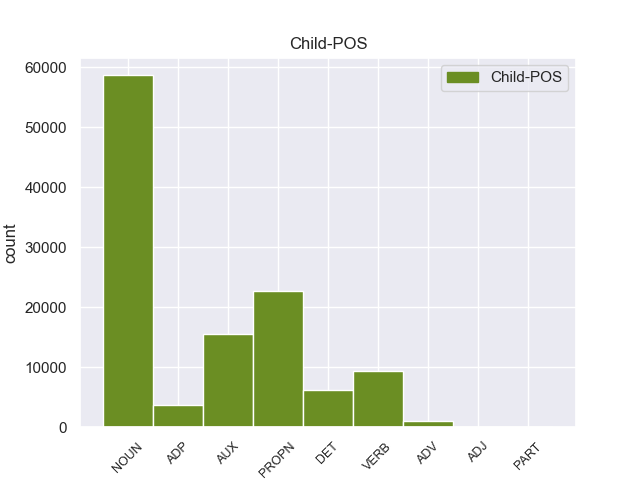 Child-POS
Child-POS
count
60000
50000
40000
30000
20000
10000
0
NOUN
ADP
AUX
PROPN
DET
VERB
ADV
ADJ
PART